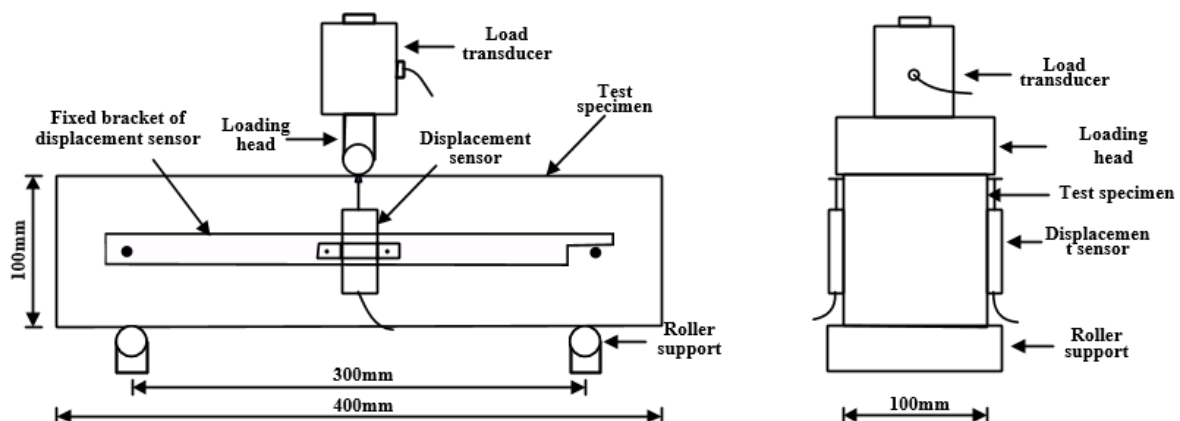 Load
transducer
Fixed bracket of
displacement sensor
Loading
head
Displacement
sensor
Test
specimen
100mm
Roller
support
300mm
400mm
Load
transducer
Loading
head
Test specimen
Displacemen
t sensor
Roller
support
100mm